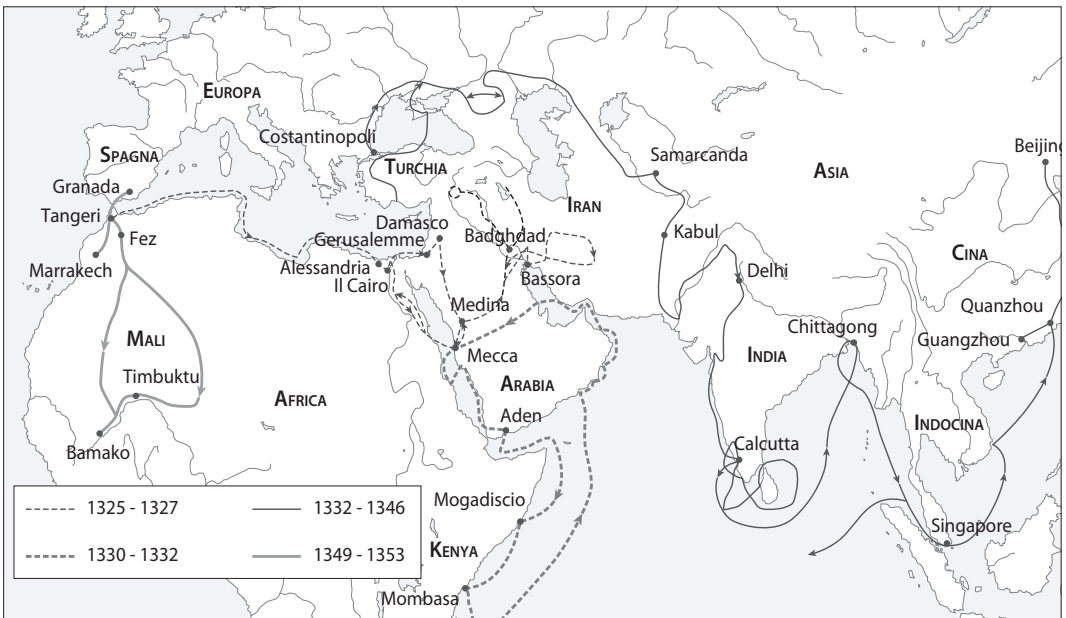 EUROPA
Costantinopoli
SPAGNA
TURCHIA
Samarcanda
ASIA
Beijing
Granada
Tangeri
IRAN
Damasco
Fez
Gerusalemme
Badghdad
Kabul
Marrakech
Alessandria
Il Cairo
Bassora
CINA
Delhi
Medina
Quanzhou
Chittagong
Guangzhou
MALI
Mecca
INDIA
Timbuktu
ARABIA
AFRICA
Aden
INDOCINA
Bamako
Calcutta
Mogadiscio
Singapore
KENYA
Mombasa
1325 - 1327
1332 - 1346
1330 - 1332
1349 - 1353